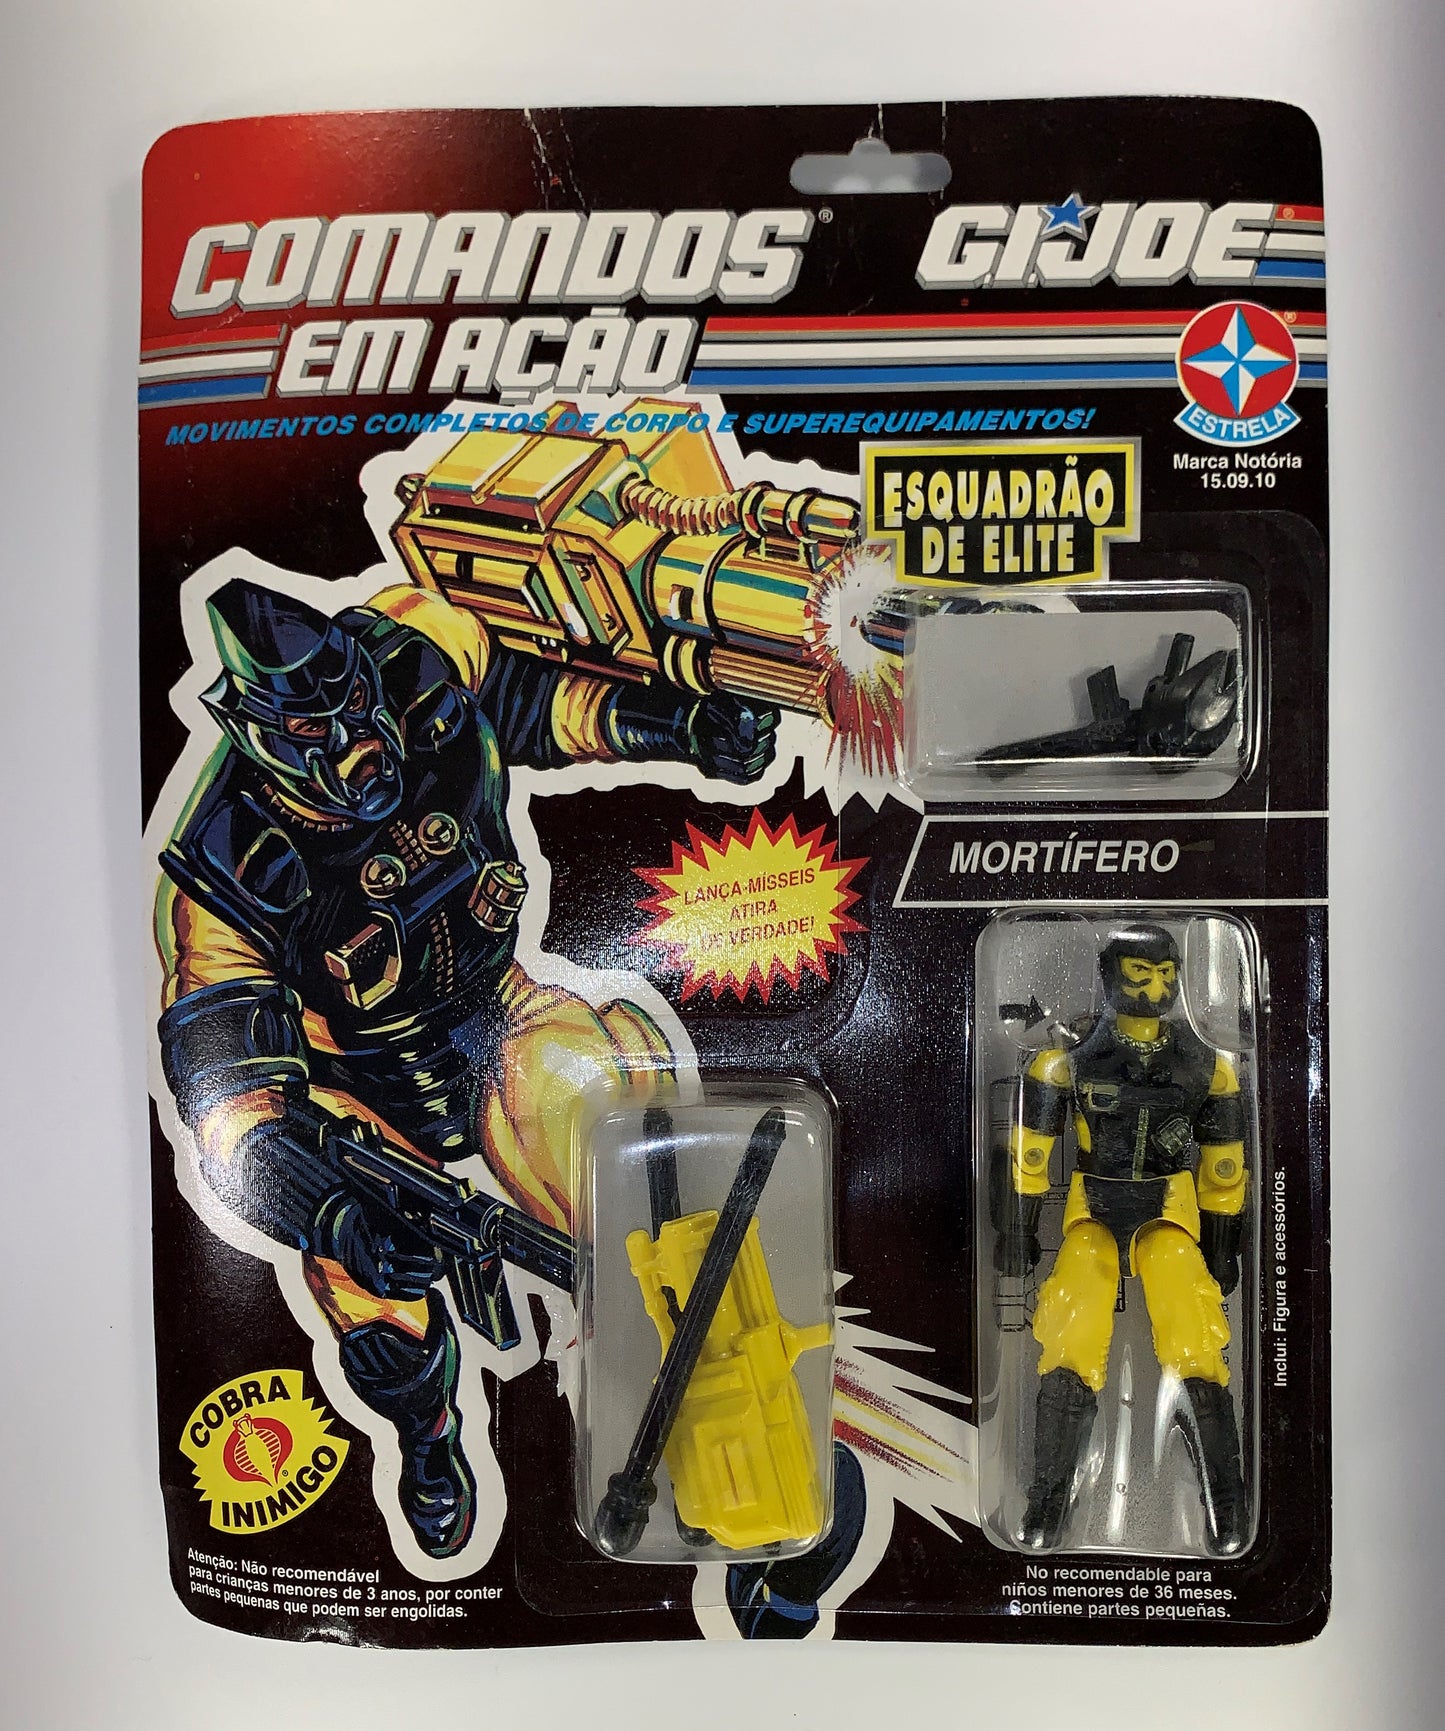 COMANDOS®
EM AÇÃO
G.I.JOE®
MOVIMENTOS COMPLETOS DE CORPO E SUPEREQUIPAMENTOS!
®
ESTRELA
Marca Notória
15.09.10
ESQUADRÃO
DE ELITE
MORTÍFERO
LANÇA-MÍSSEIS
ATIRA
DE VERDADE!
Inclui: Figura e acessórios.
COBRA
®
INIMIGO
Atenção: Não recomendável
para crianças menores de 3 anos, por conter
partes pequenas que podem ser engolidas.
No recomendable para
niños menores de 36 meses.
Contiene partes pequeñas.